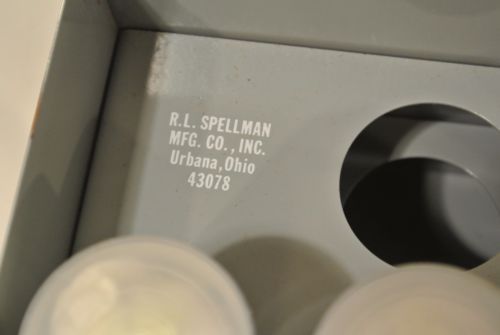 R.L. SPELLMAN
MFG. CO., INC.
Urbana, Ohio
43078